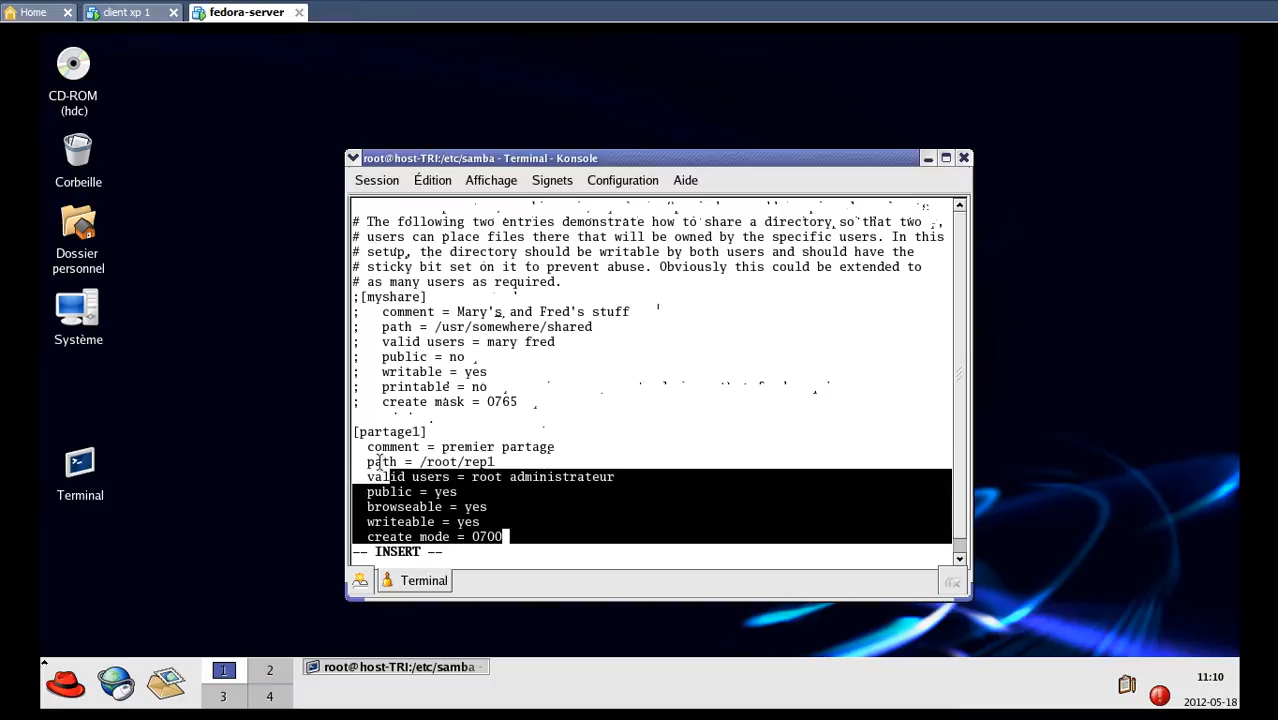 Home
client xp 1
fedora-server
CD-ROM
(hdc)
Corbeille
Dossier
personnel
Système
Terminal
root@host-TRI:/etc/samba - Terminal - Konsole
Session Édition Affichage Signets Configuration Aide
# The following two entries demonstrate how to share a directory so that two
# users can place files there that will be owned by the specific users. In this
# setup, the directory should be writable by both users and should have the
# sticky bit set on it to prevent abuse. Obviously this could be extended to
# as many users as required.
;[myshare]
; comment = Mary's and Fred's stuff
; path = /usr/somewhere/shared
; valid users = mary fred
; public = no
; writable = yes
; printable = no
; create mask = 0765
[partage1]
comment = premier partage
path = /root/rep1
valid users = root administrateur
public = yes
browseable = yes
writeable = yes
create mode = 0700
-- INSERT --
Terminal
1 2
3 4
root@host-TRI:/etc/samba -
11:10
2012-05-18